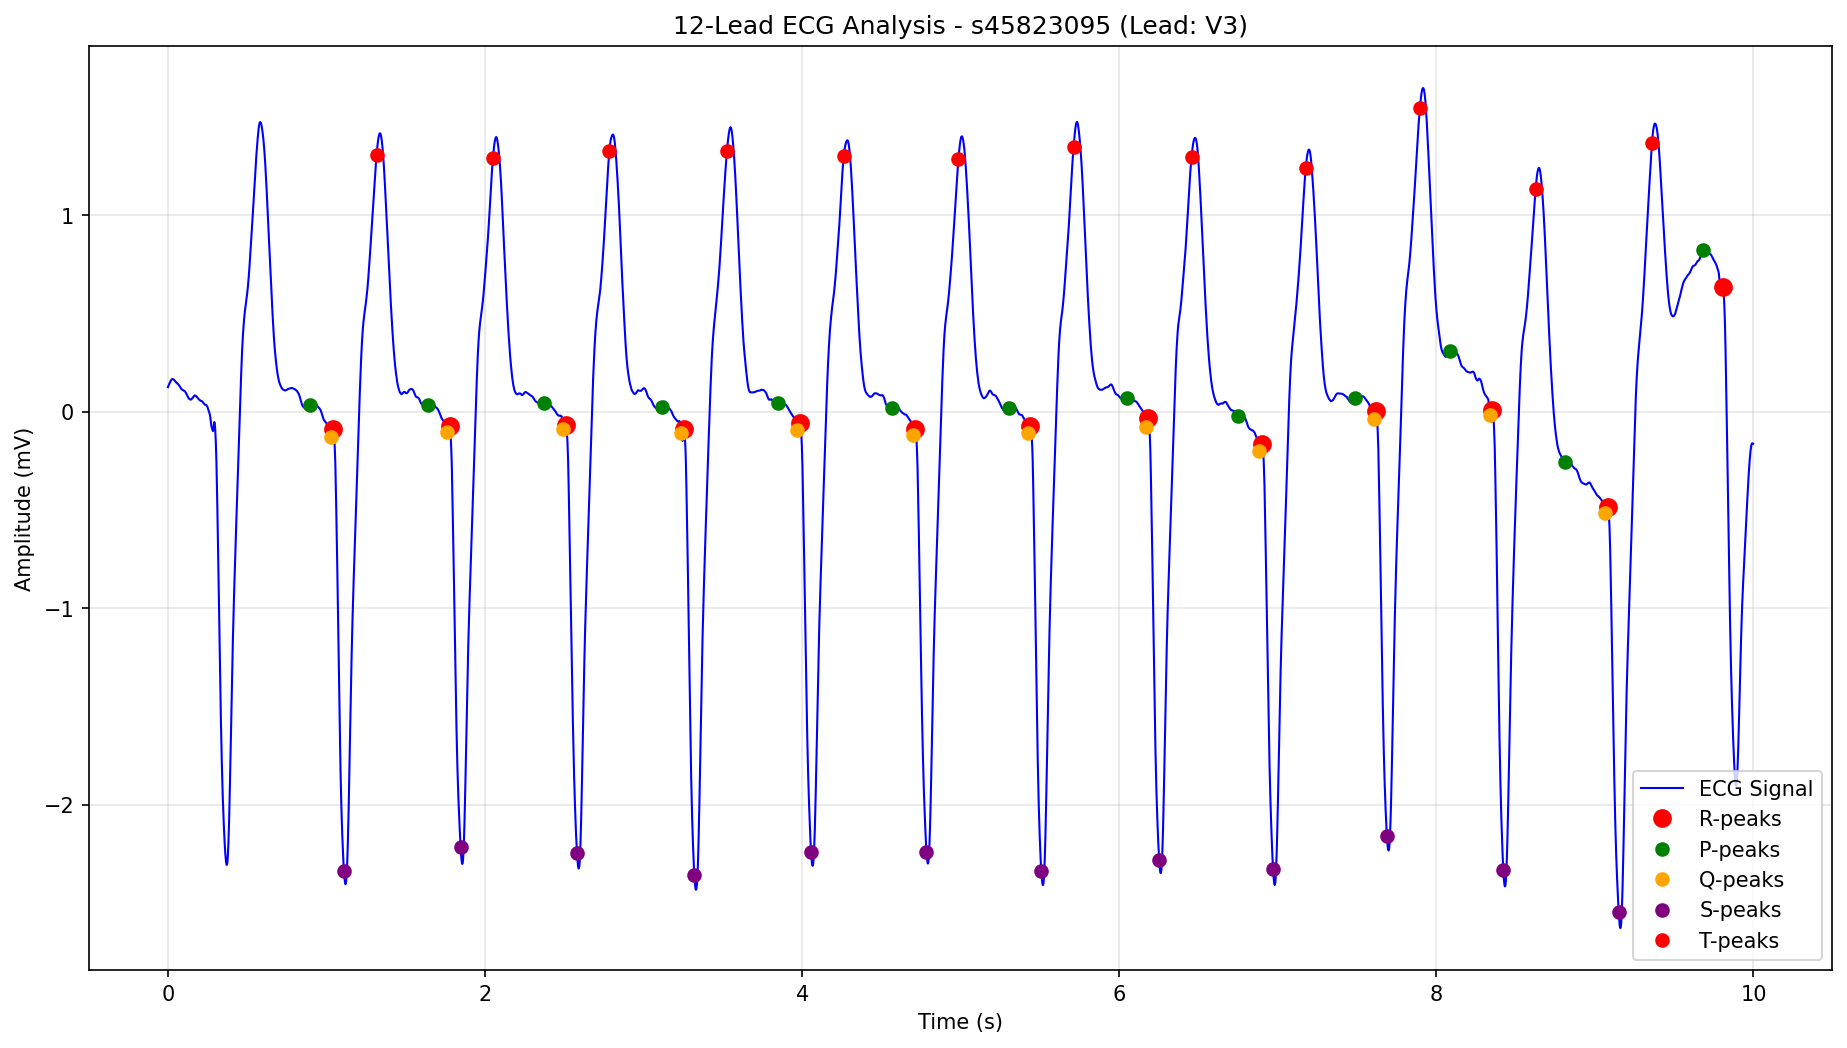 12-Lead ECG Analysis - s45823095 (Lead: V3)
Amplitude (mV)
1
0
−1
−2
0 2 4 6 8 10
Time (s)
ECG Signal
R-peaks
P-peaks
Q-peaks
S-peaks
T-peaks